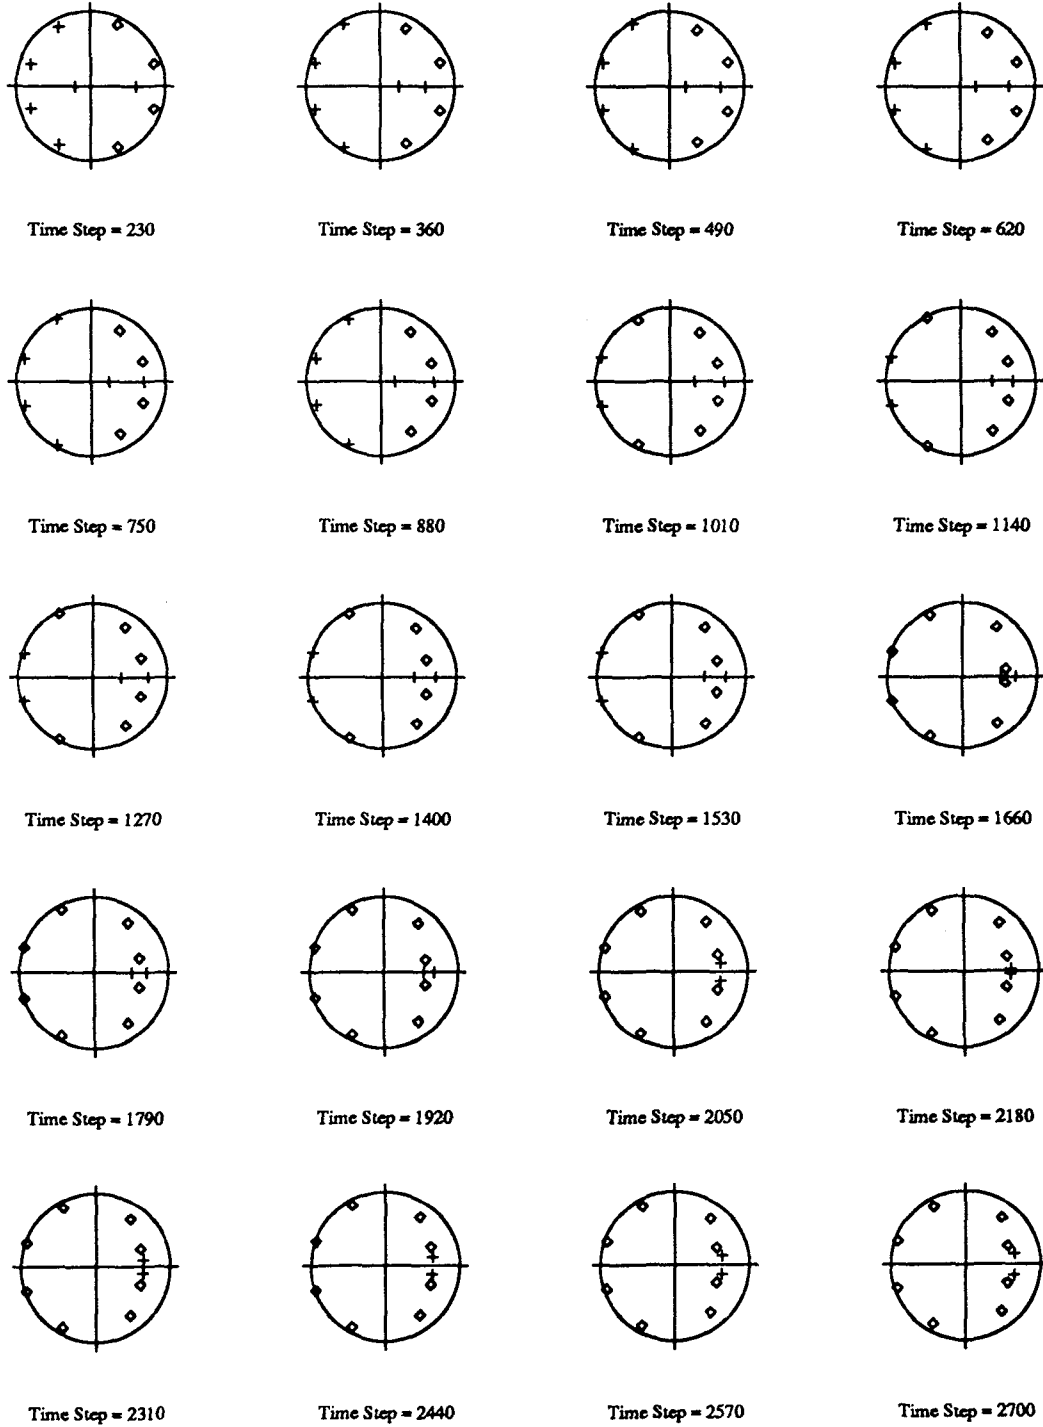 Time Step = 230
Time Step = 360
Time Step = 490
Time Step = 620
Time Step = 750
Time Step = 880
Time Step = 1010
Time Step = 1140
Time Step = 1270
Time Step = 1400
Time Step = 1530
Time Step = 1660
Time Step = 1790
Time Step = 1920
Time Step = 2050
Time Step = 2180
Time Step = 2310
Time Step = 2440
Time Step = 2570
Time Step = 2700